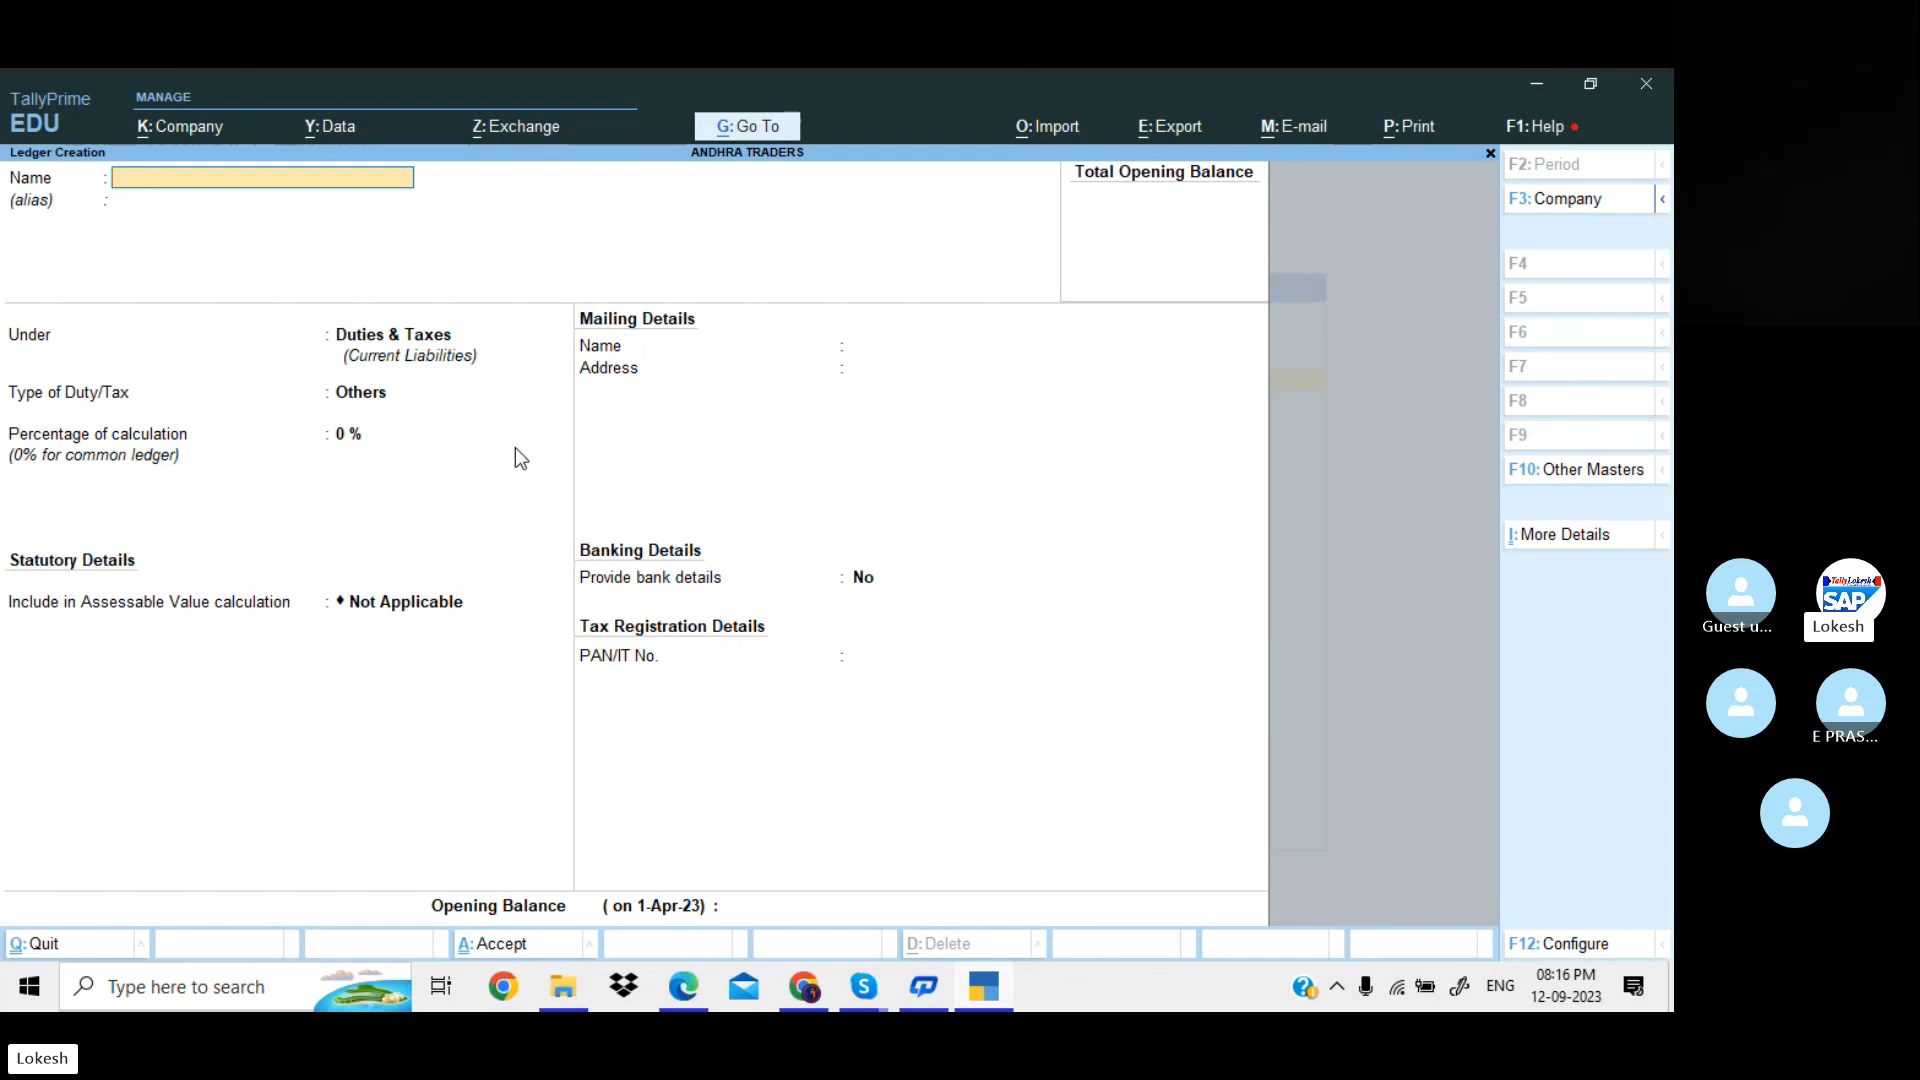 TallyPrime
EDU
MANAGE
K: Company
Y: Data
Z: Exchange
G: Go To
O: Import
E: Export
M: E-mail
P: Print
F1: Help
Ledger Creation
ANDHRA TRADERS
Name :
(alias) :
Total Opening Balance
Under : Duties & Taxes
(Current Liabilities)
Type of Duty/Tax : Others
Percentage of calculation : 0 %
(0% for common ledger)
Statutory Details
Include in Assessable Value calculation : ♦ Not Applicable
Mailing Details
Name :
Address :
Banking Details
Provide bank details : No
Tax Registration Details
PAN/IT No. :
Opening Balance ( on 1-Apr-23) :
F2: Period
F3: Company
F4
F5
F6
F7
F8
F9
F10: Other Masters
I: More Details
F12: Configure
Q: Quit
A: Accept
D: Delete
Type here to search
ENG
08:16 PM
12-09-2023
Guest u...
TallyLokesh
SAP
Lokesh
E PRAS...
Lokesh